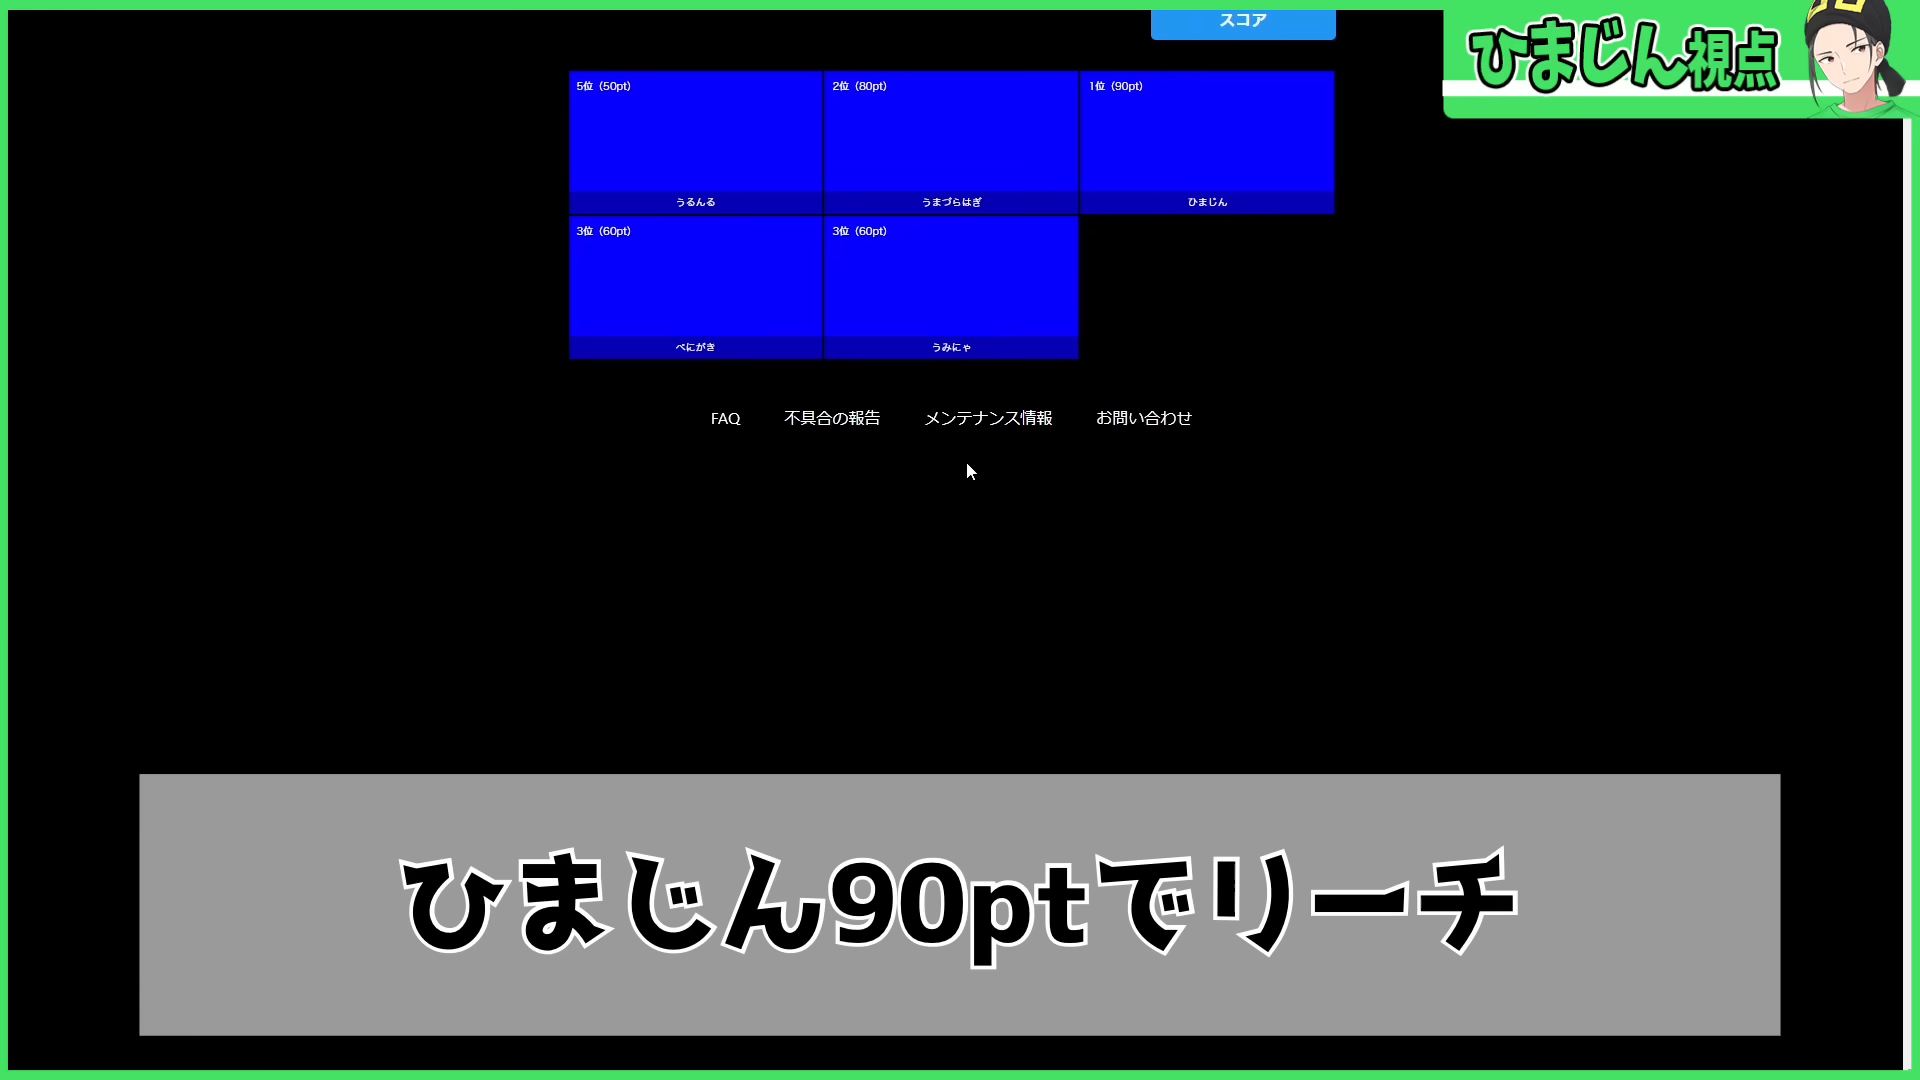 スコア
ひまじん視点
5位（50pt）
2位（80pt）
1位（90pt）
うるんる
うまづらはぎ
ひまじん
3位（60pt）
3位（60pt）
べにがき
うみにゃ
FAQ 不具合の報告 メンテナンス情報 お問い合わせ
ひまじん90ptでリーチ